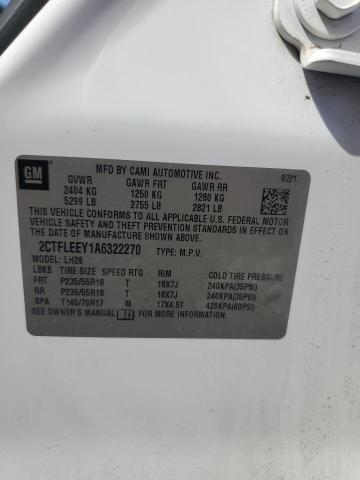 GM
MFD BY CAMI AUTOMOTIVE INC.
02/1
GVWR GAWR FRT GAWR RR
2404 KG 1250 KG 1280 KG
5299 LB 2755 LB 2821 LB
THIS VEHICLE CONFORMS TO ALL APPLICABLE U.S. FEDERAL MOTOR
VEHICLE SAFETY, BUMPER, AND THEFT PREVENTION STANDARDS
IN EFFECT ON THE DATE OF MANUFACTURE SHOWN ABOVE.
2CTFLEEY1A6322270 TYPE: M.P.V.
MODEL: LH26
LBKB TIRE SIZE SPEED RTG RIM COLD TIRE PRESSURE
FRT P235/55R18 T 18X7J 240KPA(35PSI)
RR P235/55R18 T 18X7J 240KPA(35PSI)
SPA T145/70R17 M 17X4.5T 420KPA(60PSI)
SEE OWNER'S MANUAL FOR MORE INFORMATION.